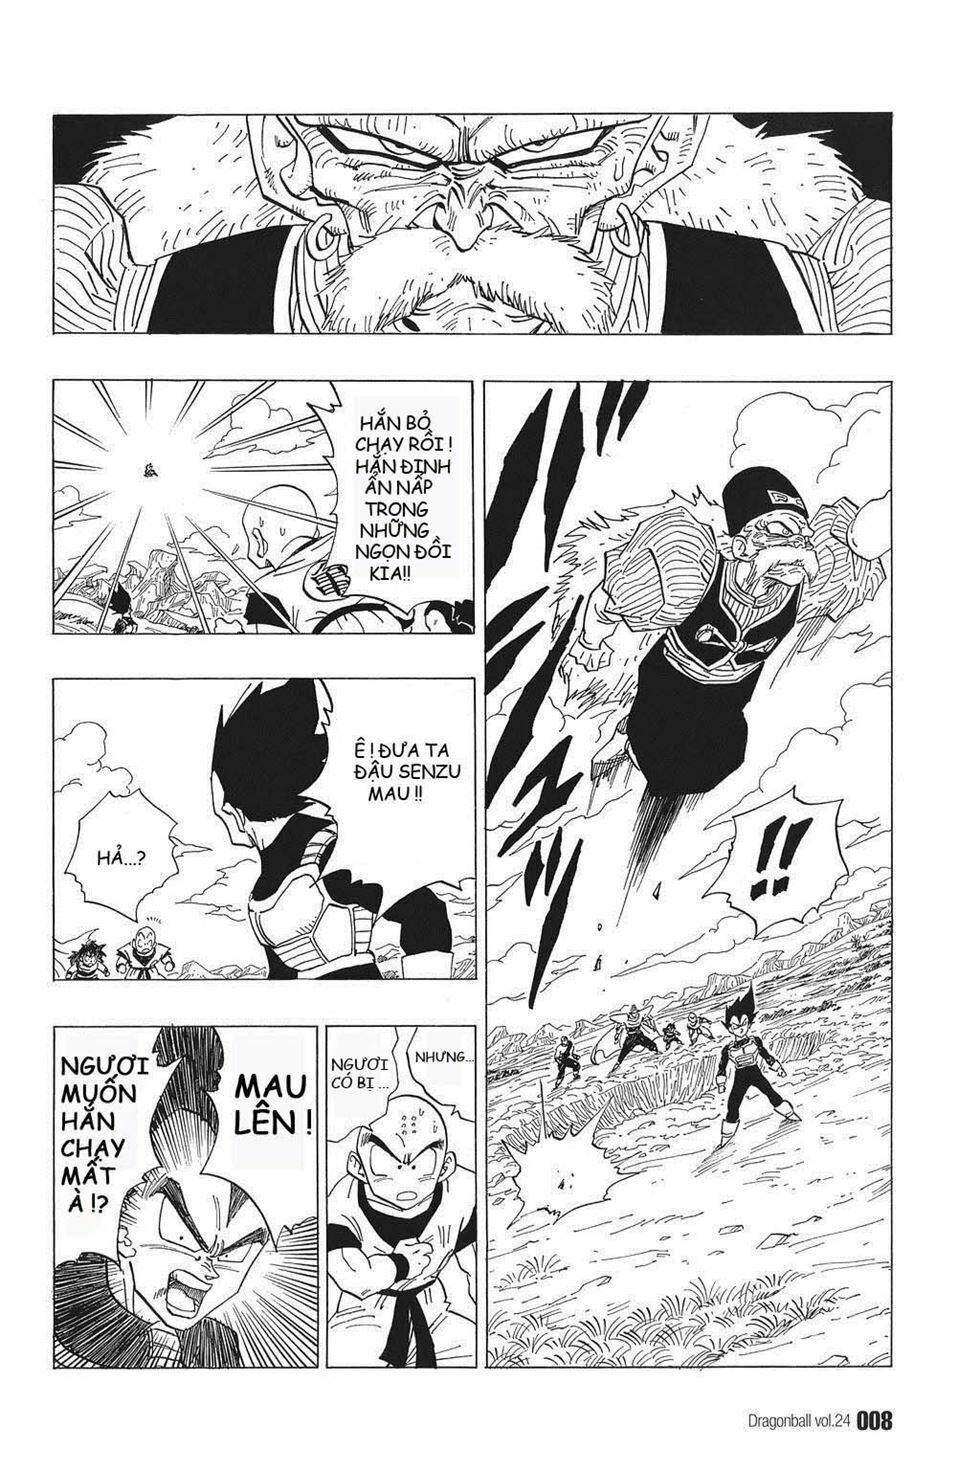 !!
HẮN BỎ
CHẠY RỒI !
HẮN ĐỊNH
ẨN NẤP
TRONG
NHỮNG
NGỌN ĐỒI
KIA!!
Ê ! ĐƯA TA
ĐẬU SENZU
MAU !!
HẢ...?
NHƯNG...
NGƯƠI
CÓ BỊ ...
MAU
LÊN !
NGƯƠI
MUỐN
HẮN
CHẠY
MẤT
À !?
Dragonball vol.24 008